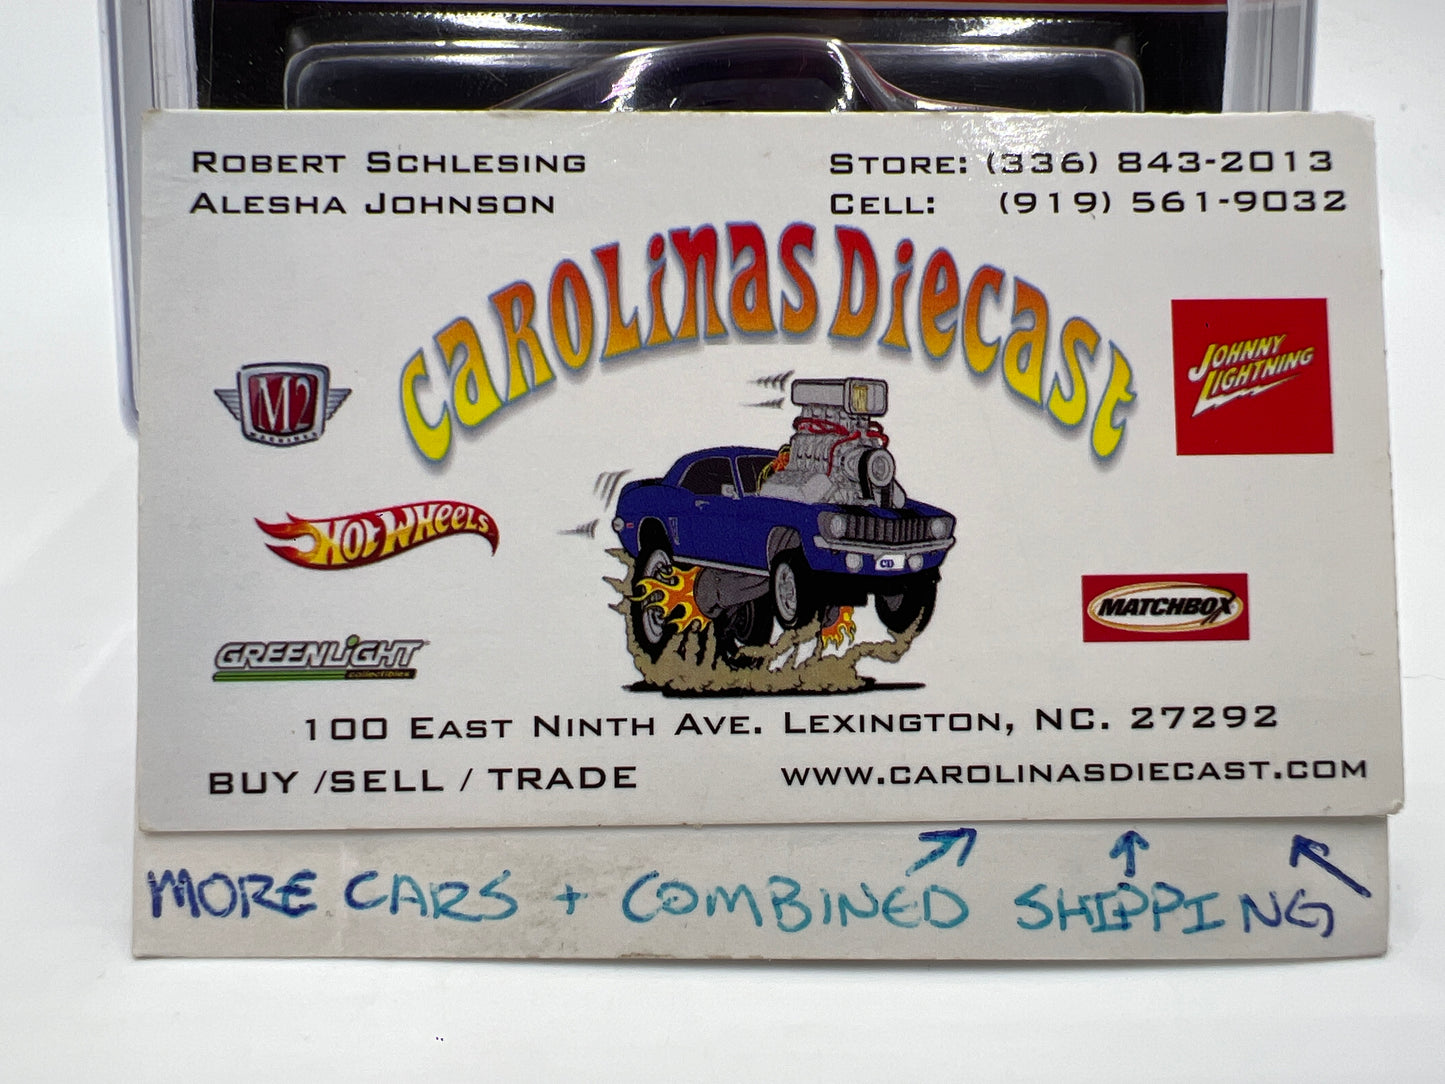 ROBERT SCHLESING
ALESHA JOHNSON
STORE: (336) 843-2013
CELL: (919) 561-9032
CAROLINAS DIECAST
M2
MACHINES
JOHNNY
LIGHTNING
HOT WHEELS
CD
MATCHBOX
GREENLIGHT
collectibles
100 EAST NINTH AVE. LEXINGTON, NC. 27292
BUY /SELL / TRADE
WWW.CAROLINASDIECAST.COM
MORE CARS + COMBINED SHIPPING